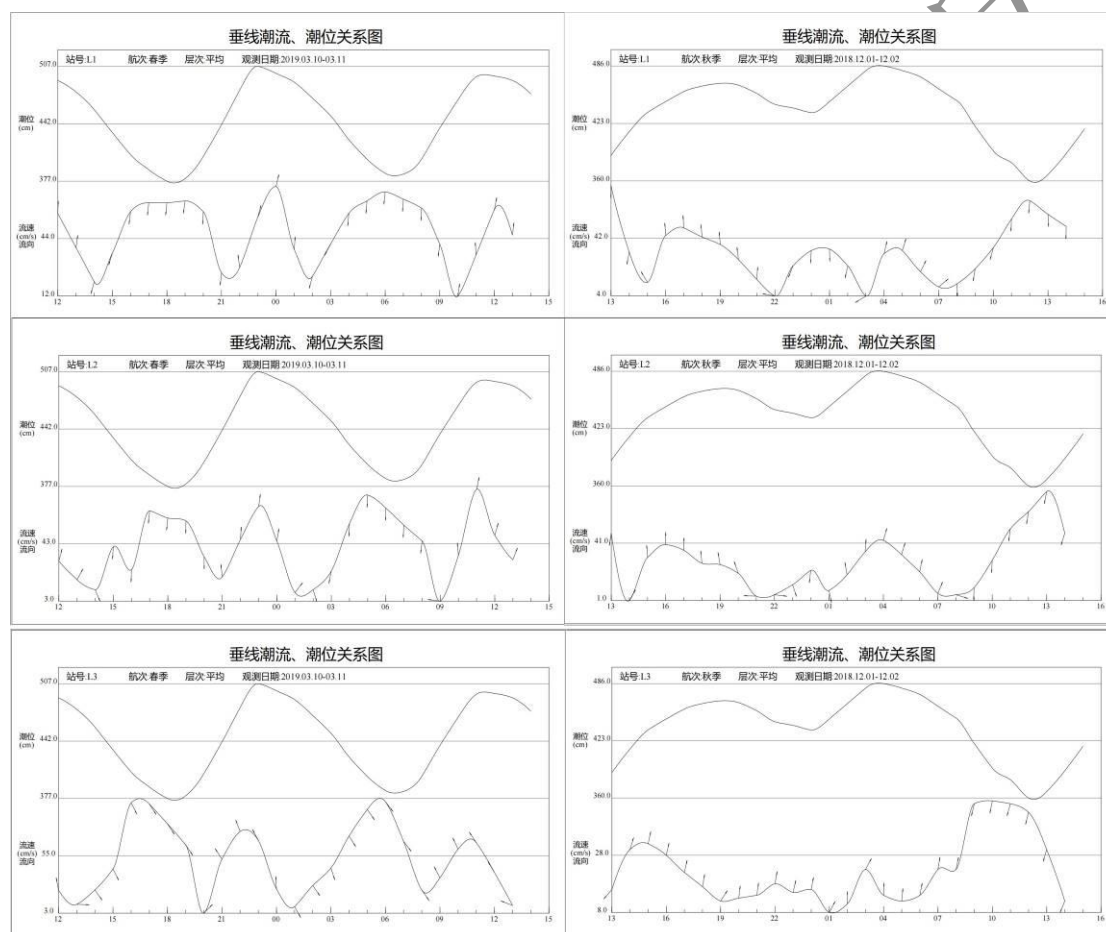 垂线潮流、潮位关系图
站号:L1 航次:春季 层次:平均 观测日期:2019.03.10-03.11
507.0
潮位
(cm)
442.0
377.0
流速
(cm/s)
流向
44.0
12.0
12 15 18 21 00 03 06 09 12 15
垂线潮流、潮位关系图
站号:L1 航次:秋季 层次:平均 观测日期:2018.12.01-12.02
486.0
潮位
(cm)
423.0
360.0
流速
(cm/s)
流向
42.0
4.0
13 16 19 22 01 04 07 10 13 16
垂线潮流、潮位关系图
站号:L2 航次:春季 层次:平均 观测日期:2019.03.10-03.11
507.0
潮位
(cm)
442.0
377.0
流速
(cm/s)
流向
43.0
3.0
12 15 18 21 00 03 06 09 12 15
垂线潮流、潮位关系图
站号:L2 航次:秋季 层次:平均 观测日期:2018.12.01-12.02
486.0
潮位
(cm)
423.0
360.0
流速
(cm/s)
流向
41.0
1.0
13 16 19 22 01 04 07 10 13 16
垂线潮流、潮位关系图
站号:L3 航次:春季 层次:平均 观测日期:2019.03.10-03.11
507.0
潮位
(cm)
442.0
377.0
流速
(cm/s)
流向
55.0
3.0
12 15 18 21 00 03 06 09 12 15
垂线潮流、潮位关系图
站号:L3 航次:秋季 层次:平均 观测日期:2018.12.01-12.02
486.0
潮位
(cm)
423.0
360.0
流速
(cm/s)
流向
28.0
8.0
13 16 19 22 01 04 07 10 13 16